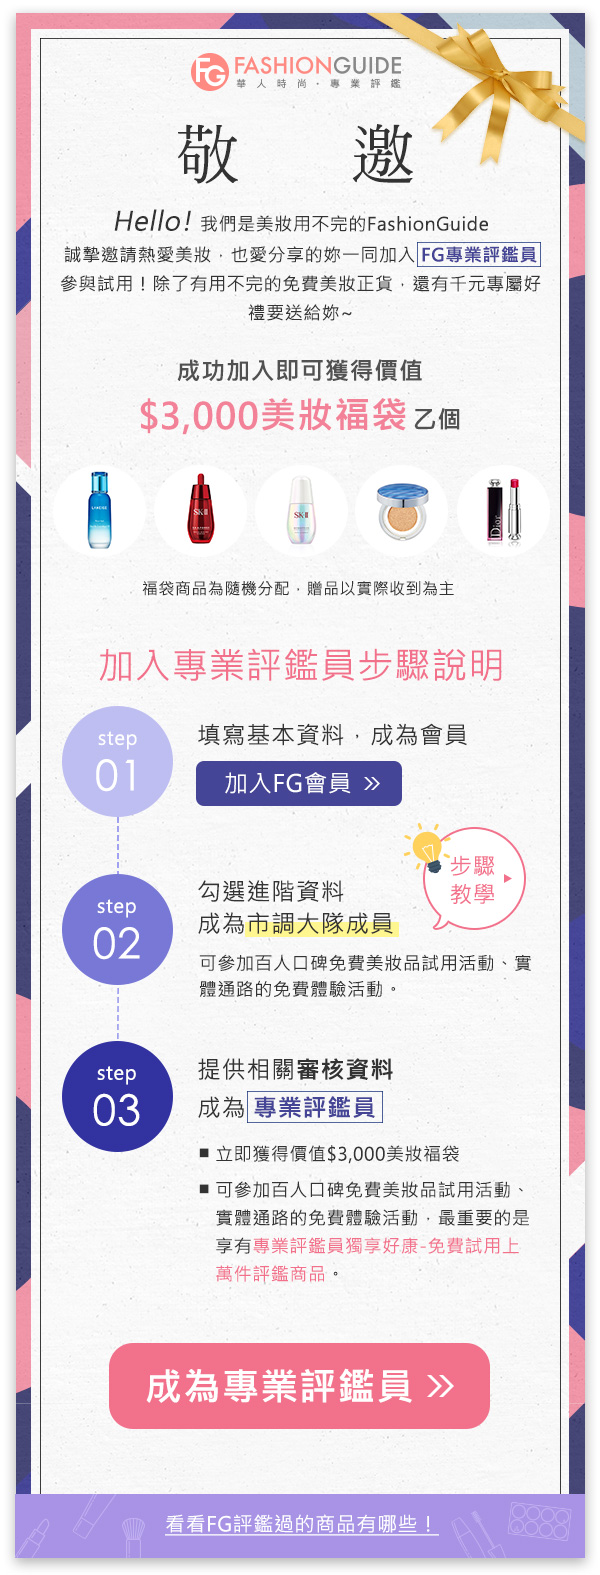 FG FASHIONGUIDE
華人時尚・專業評鑑
敬 邀
Hello! 我們是美妝用不完的FashionGuide
誠摯邀請熱愛美妝，也愛分享的妳一同加入 FG專業評鑑員
參與試用！除了有用不完的免費美妝正貨，還有千元專屬好
禮要送給妳~
成功加入即可獲得價值
$3,000美妝福袋 乙個
LANEIGE
SK-II
SK-II
Dior
福袋商品為隨機分配，贈品以實際收到為主
加入專業評鑑員步驟說明
step
01
填寫基本資料，成為會員
加入FG會員 »
step
02
勾選進階資料
成為市調大隊成員
步驟
教學
可參加百人口碑免費美妝品試用活動、實
體通路的免費體驗活動。
step
03
提供相關審核資料
成為 專業評鑑員
■ 立即獲得價值$3,000美妝福袋
■ 可參加百人口碑免費美妝品試用活動、
實體通路的免費體驗活動，最重要的是
享有專業評鑑員獨享好康-免費試用上
萬件評鑑商品。
成為專業評鑑員 »
看看FG評鑑過的商品有哪些！